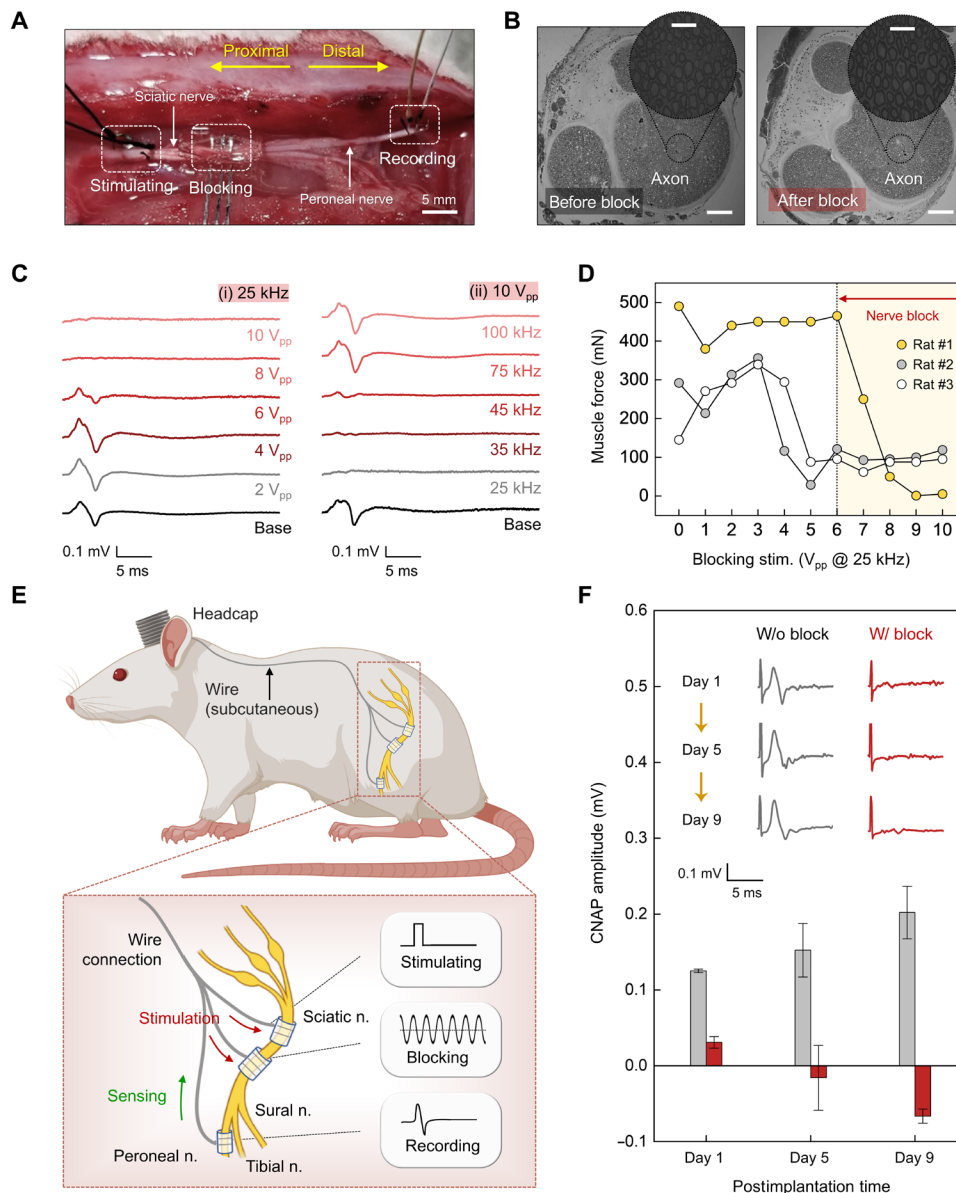 A
Proximal
Distal
Sciatic nerve
Stimulating
Blocking
Recording
Peroneal nerve
5 mm
B
Axon
Before block
Axon
After block
C
(i) 25 kHz
10 Vpp
8 Vpp
6 Vpp
4 Vpp
2 Vpp
Base
0.1 mV
5 ms
(ii) 10 Vpp
100 kHz
75 kHz
45 kHz
35 kHz
25 kHz
Base
0.1 mV
5 ms
D
Muscle force (mN)
500
400
300
200
100
0
Nerve block
Rat #1
Rat #2
Rat #3
0 1 2 3 4 5 6 7 8 9 10
Blocking stim. (Vpp @ 25 kHz)
E
Headcap
Wire
(subcutaneous)
Wire
connection
Stimulation
Sensing
Sciatic n.
Sural n.
Peroneal n.
Tibial n.
Stimulating
Blocking
Recording
F
CNAP amplitude (mV)
0.6
0.5
0.4
0.3
0.2
0.1
0.0
−0.1
W/o block
W/ block
Day 1
Day 5
Day 9
0.1 mV
5 ms
Day 1 Day 5 Day 9
Postimplantation time